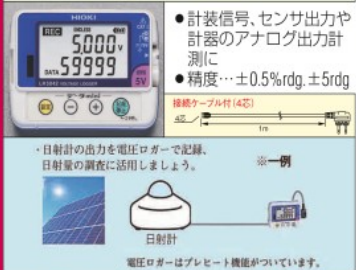 HIOKI
REC
ENDLESS
5.000 V
DATA 59999
5V
●計装信号、センサ出力や
計器のアナログ出力計
測に
●精度…±0.5%rdg.±5rdg
接続ケーブル付(4芯)
4芯
1m
・日射計の出力を電圧ロガーで記録、
日射量の調査に活用しましょう。
※一例
日射計
電圧ロガーはプレヒート機能がついています。